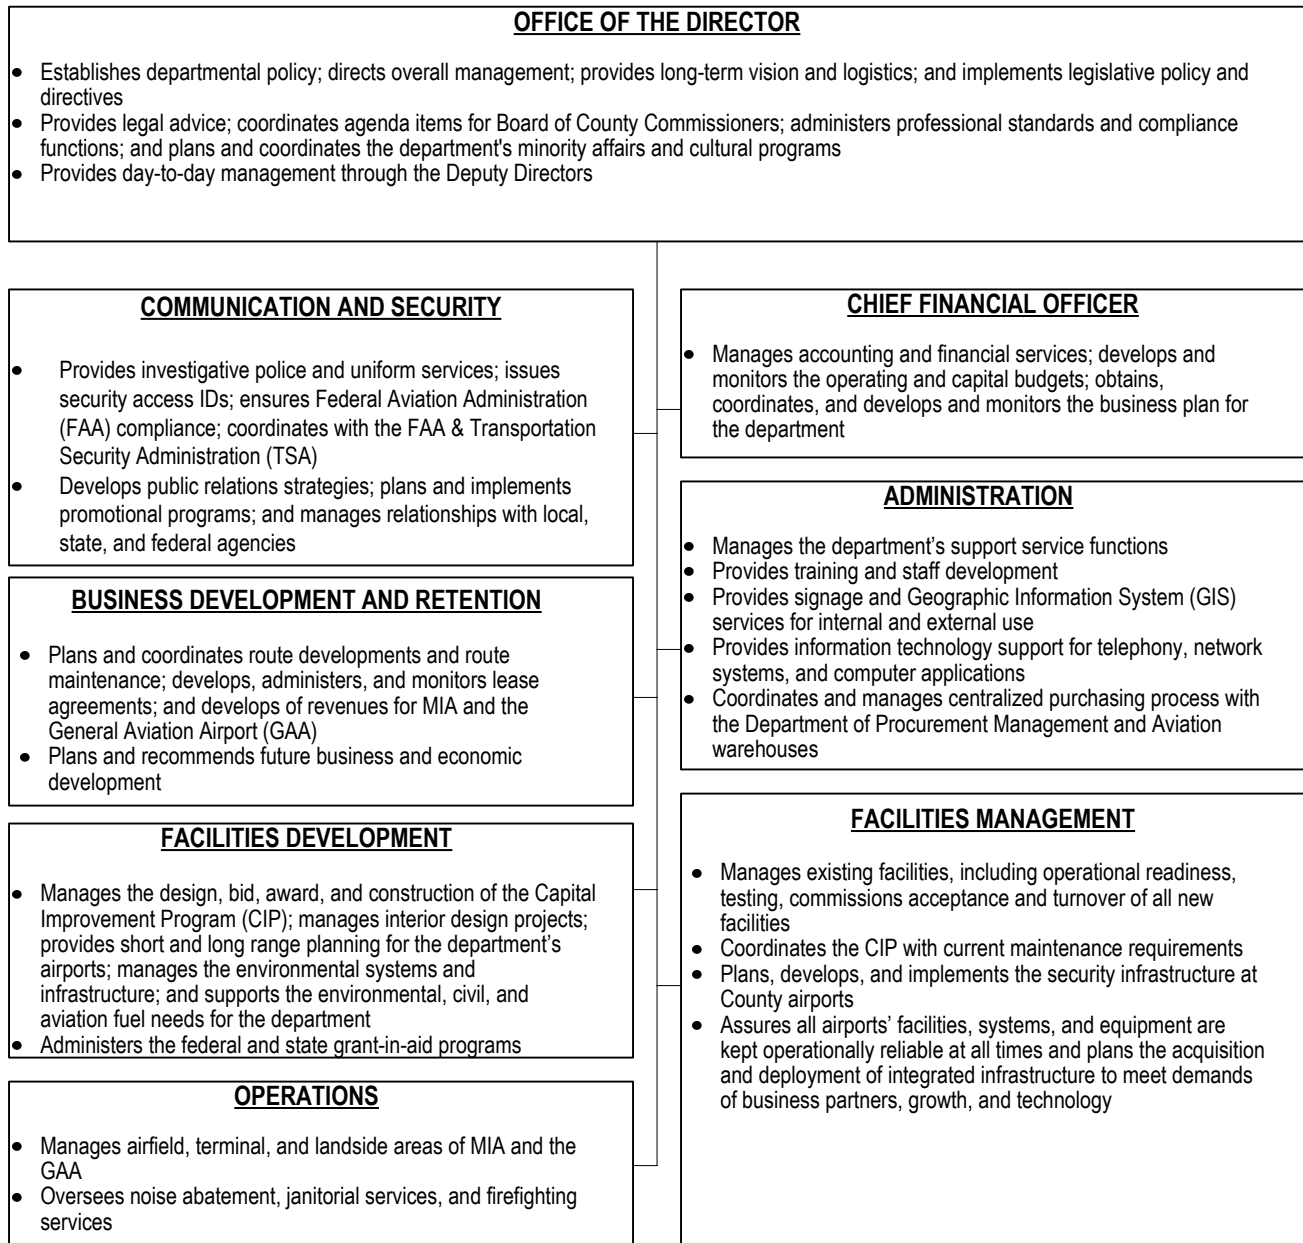 OFFICE OF THE DIRECTOR
• Establishes departmental policy; directs overall management; provides long-term vision and logistics; and implements legislative policy and
directives
• Provides legal advice; coordinates agenda items for Board of County Commissioners; administers professional standards and compliance
functions; and plans and coordinates the department's minority affairs and cultural programs
• Provides day-to-day management through the Deputy Directors
COMMUNICATION AND SECURITY
• Provides investigative police and uniform services; issues
security access IDs; ensures Federal Aviation Administration
(FAA) compliance; coordinates with the FAA & Transportation
Security Administration (TSA)
• Develops public relations strategies; plans and implements
promotional programs; and manages relationships with local,
state, and federal agencies
BUSINESS DEVELOPMENT AND RETENTION
• Plans and coordinates route developments and route
maintenance; develops, administers, and monitors lease
agreements; and develops of revenues for MIA and the
General Aviation Airport (GAA)
• Plans and recommends future business and economic
development
FACILITIES DEVELOPMENT
• Manages the design, bid, award, and construction of the Capital
Improvement Program (CIP); manages interior design projects;
provides short and long range planning for the department’s
airports; manages the environmental systems and
infrastructure; and supports the environmental, civil, and
aviation fuel needs for the department
• Administers the federal and state grant-in-aid programs
OPERATIONS
• Manages airfield, terminal, and landside areas of MIA and the
GAA
• Oversees noise abatement, janitorial services, and firefighting
services
CHIEF FINANCIAL OFFICER
• Manages accounting and financial services; develops and
monitors the operating and capital budgets; obtains,
coordinates, and develops and monitors the business plan for
the department
ADMINISTRATION
• Manages the department’s support service functions
• Provides training and staff development
• Provides signage and Geographic Information System (GIS)
services for internal and external use
• Provides information technology support for telephony, network
systems, and computer applications
• Coordinates and manages centralized purchasing process with
the Department of Procurement Management and Aviation
warehouses
FACILITIES MANAGEMENT
• Manages existing facilities, including operational readiness,
testing, commissions acceptance and turnover of all new
facilities
• Coordinates the CIP with current maintenance requirements
• Plans, develops, and implements the security infrastructure at
County airports
• Assures all airports’ facilities, systems, and equipment are
kept operationally reliable at all times and plans the acquisition
and deployment of integrated infrastructure to meet demands
of business partners, growth, and technology